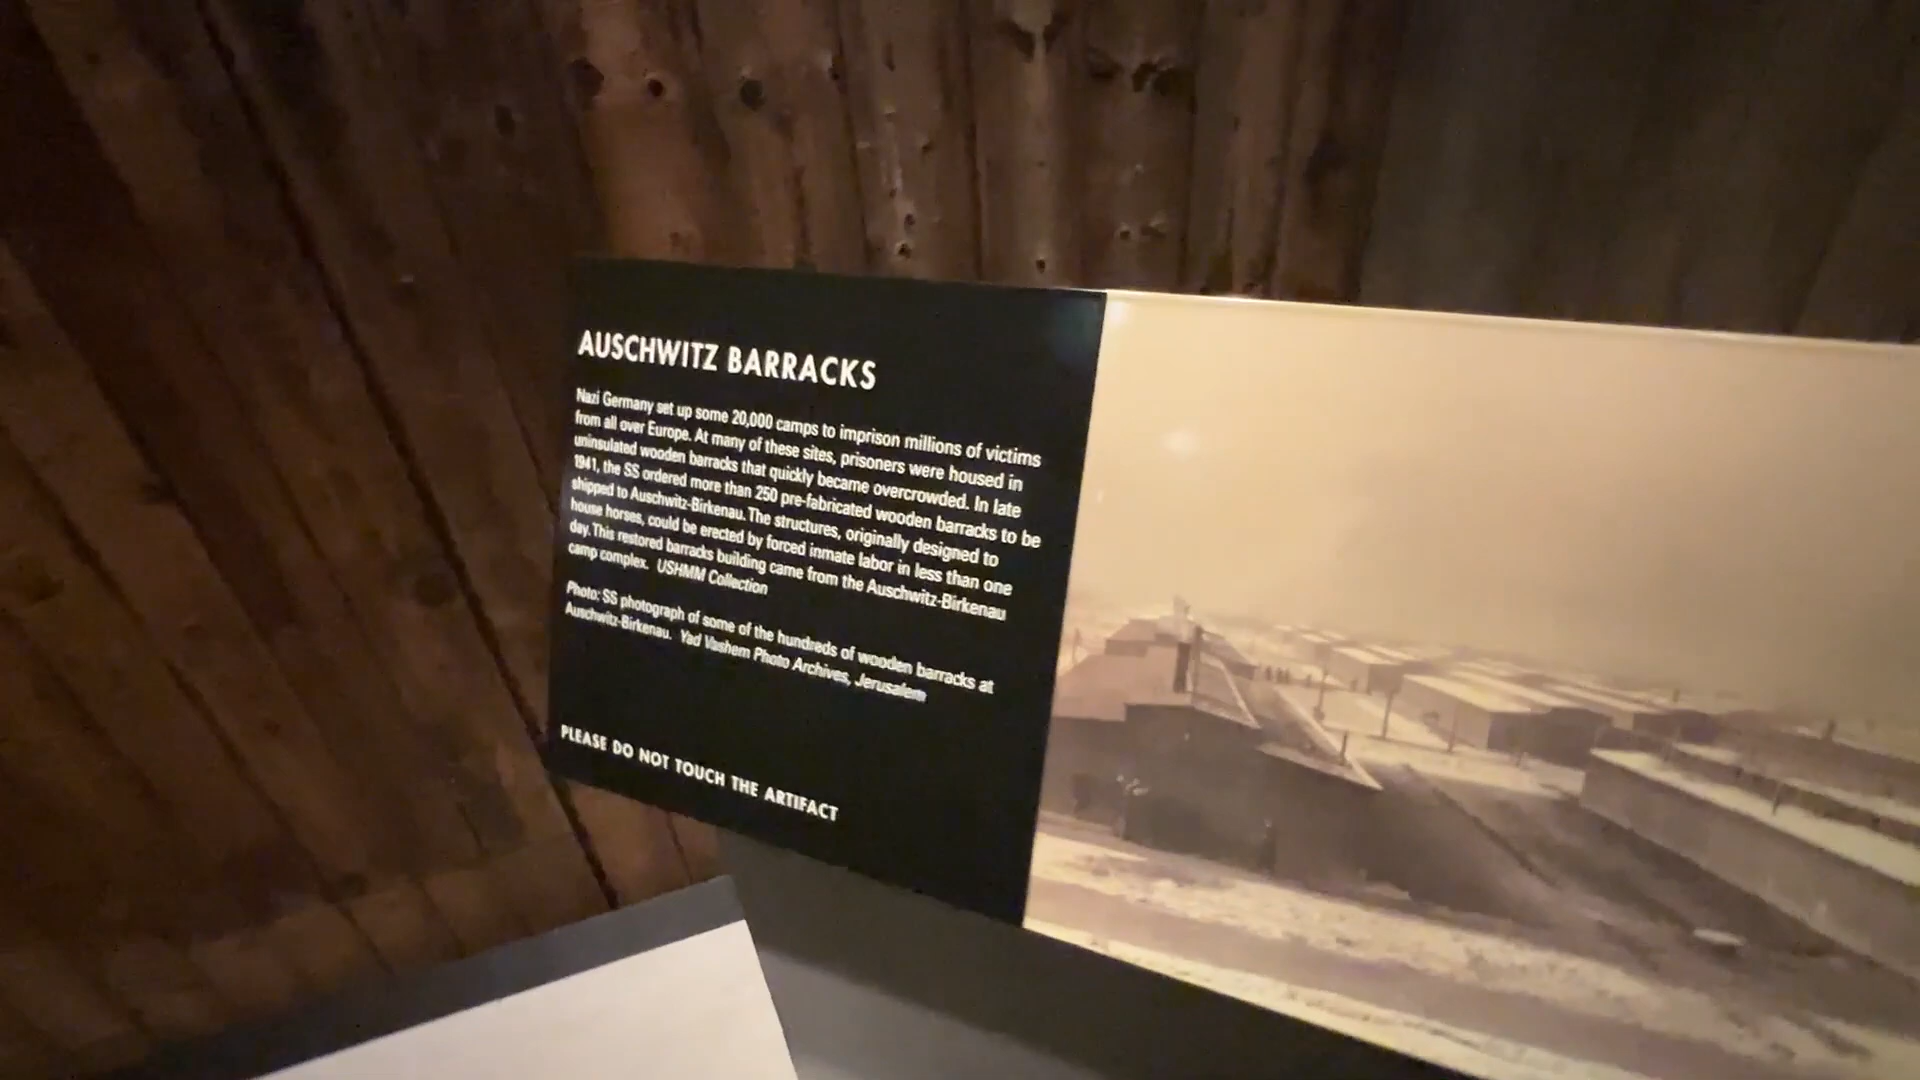 AUSCHWITZ BARRACKS
Nazi Germany set up some 20,000 camps to imprison millions of victims
from all over Europe. At many of these sites, prisoners were housed in
uninsulated wooden barracks that quickly became overcrowded. In late
1941, the SS ordered more than 250 pre-fabricated wooden barracks to be
shipped to Auschwitz-Birkenau. The structures, originally designed to
house horses, could be erected by forced inmate labor in less than one
day. This restored barracks building came from the Auschwitz-Birkenau
camp complex. USHMM Collection
Photo: SS photograph of some of the hundreds of wooden barracks at
Auschwitz-Birkenau. Yad Vashem Photo Archives, Jerusalem
PLEASE DO NOT TOUCH THE ARTIFACT